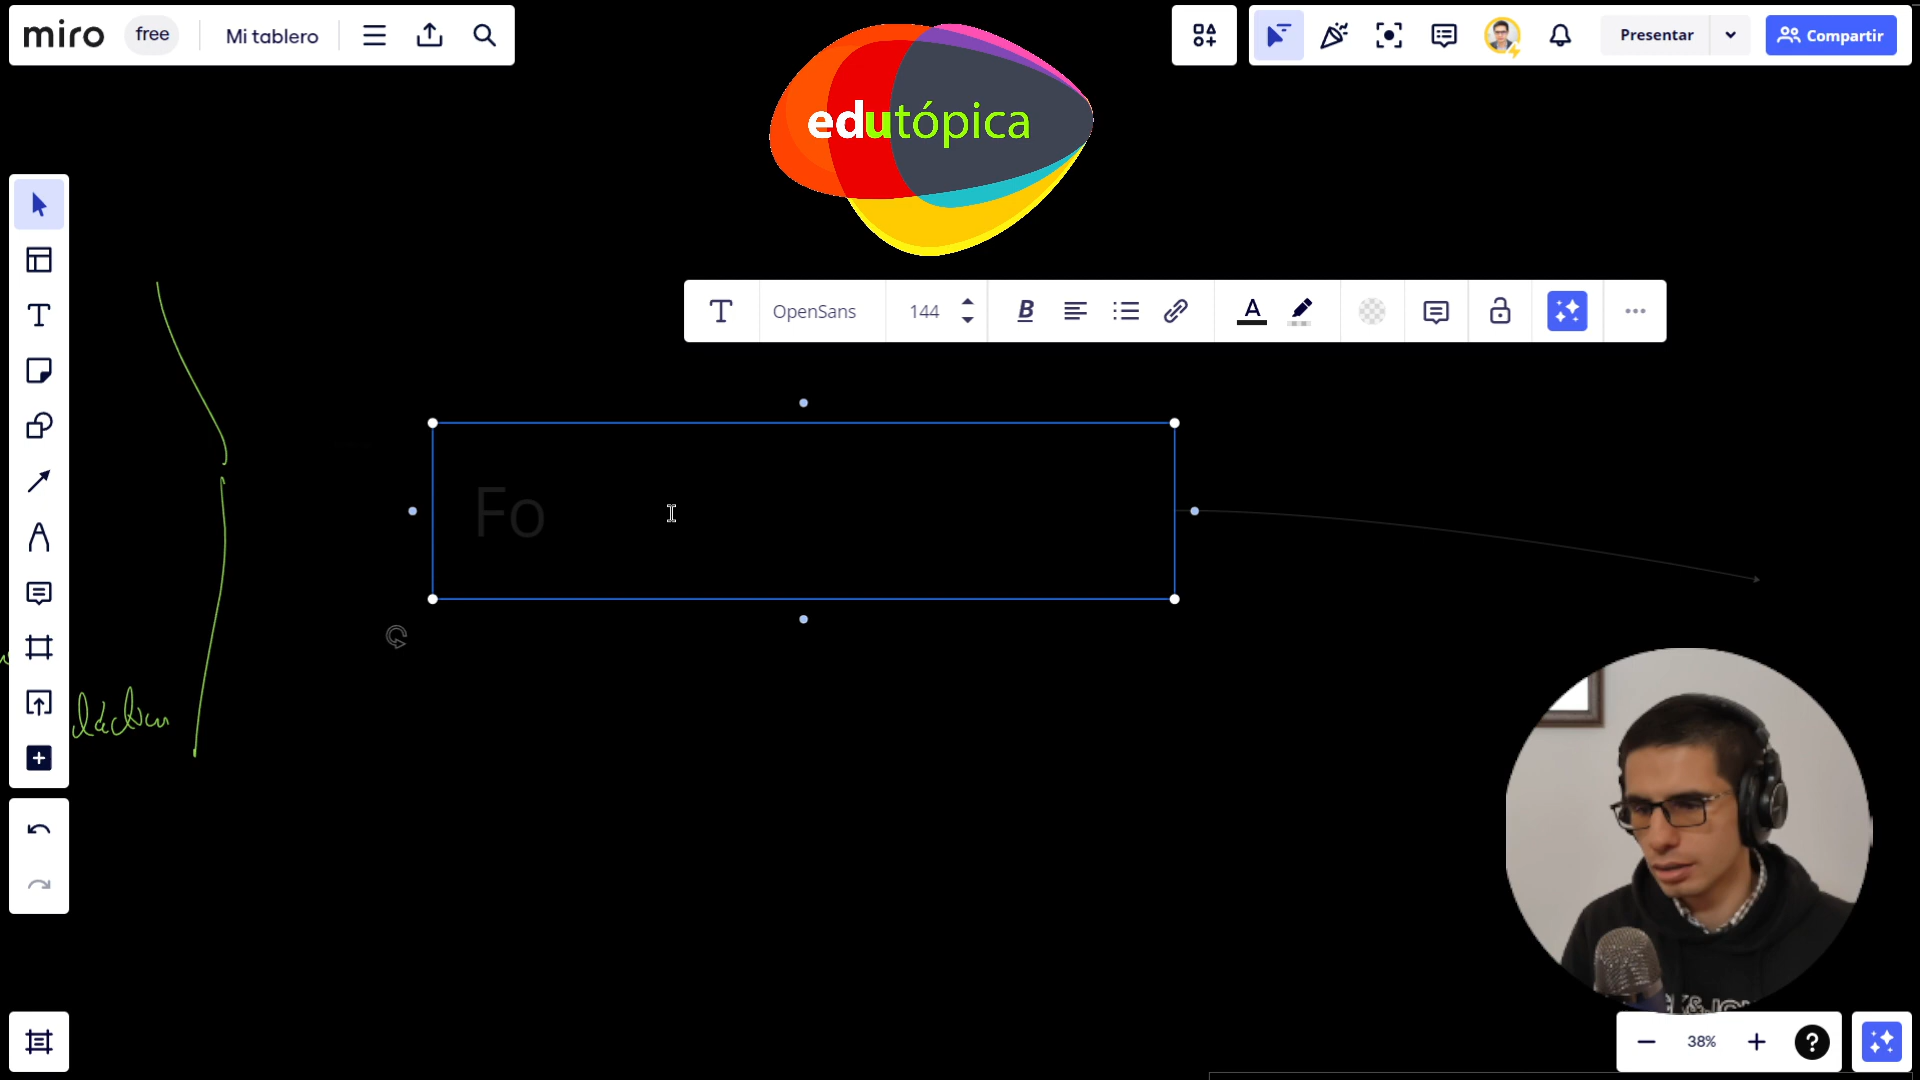 miro
free
Mi tablero
edutópica
Presentar
Compartir
OpenSans
144
B
A
Fo
38%